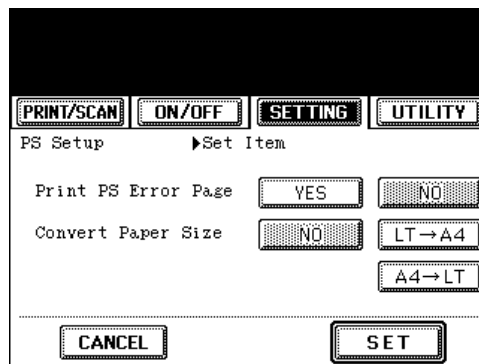 PRINT/SCAN ON/OFF SETTING UTILITY
PS Setup ▶Set Item
Print PS Error Page YES NO
Convert Paper Size NO LT→A4
A4→LT
CANCEL SET